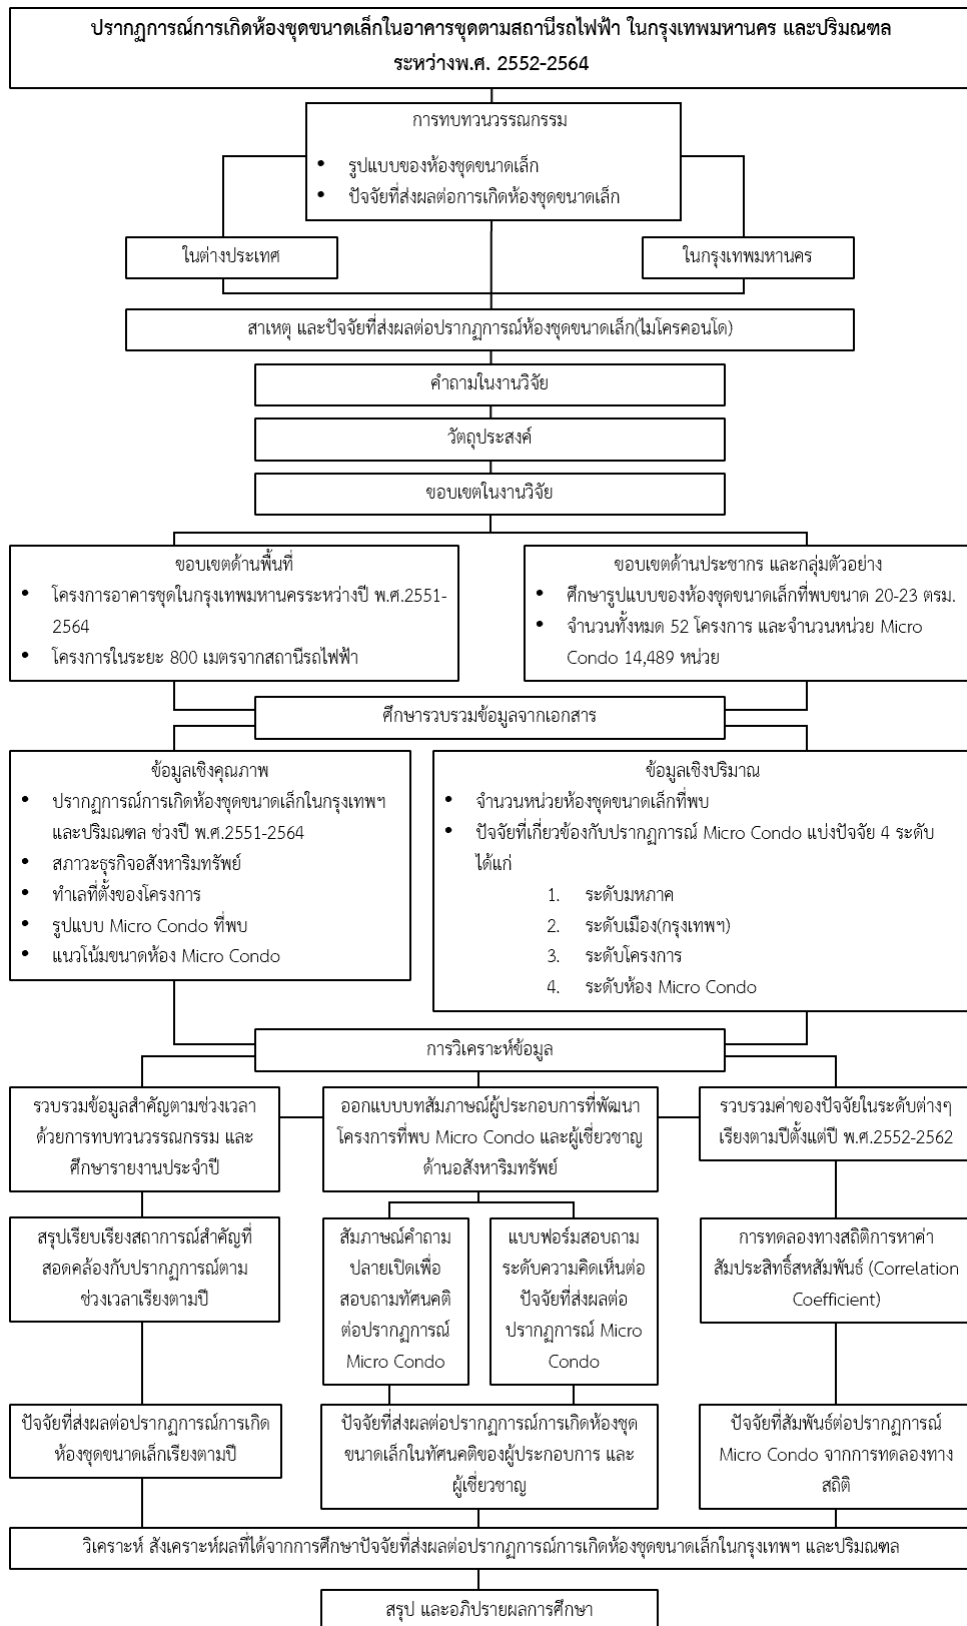 ปรากฏการณ์การเกิดห้องชุดขนาดเล็กในอาคารชุดตามสถานีรถไฟฟ้า ในกรุงเทพมหานคร และปริมณฑล
ระหว่างพ.ศ. 2552-2564
การทบทวนวรรณกรรม
• รูปแบบของห้องชุดขนาดเล็ก
• ปัจจัยที่ส่งผลต่อการเกิดห้องชุดขนาดเล็ก
ในต่างประเทศ
ในกรุงเทพมหานคร
สาเหตุ และปัจจัยที่ส่งผลต่อปรากฏการณ์ห้องชุดขนาดเล็ก(ไมโครคอนโด)
คำถามในงานวิจัย
วัตถุประสงค์
ขอบเขตในงานวิจัย
ขอบเขตด้านพื้นที่
• โครงการอาคารชุดในกรุงเทพมหานครระหว่างปี พ.ศ.2551-
2564
• โครงการในระยะ 800 เมตรจากสถานีรถไฟฟ้า
ขอบเขตด้านประชากร และกลุ่มตัวอย่าง
• ศึกษารูปแบบของห้องชุดขนาดเล็กที่พบขนาด 20-23 ตรม.
• จำนวนทั้งหมด 52 โครงการ และจำนวนหน่วย Micro
Condo 14,489 หน่วย
ศึกษารวบรวมข้อมูลจากเอกสาร
ข้อมูลเชิงคุณภาพ
• ปรากฏการณ์การเกิดห้องชุดขนาดเล็กในกรุงเทพฯ
และปริมณฑล ช่วงปี พ.ศ.2551-2564
• สภาวะธุรกิจอสังหาริมทรัพย์
• ทำเลที่ตั้งของโครงการ
• รูปแบบ Micro Condo ที่พบ
• แนวโน้มขนาดห้อง Micro Condo
ข้อมูลเชิงปริมาณ
• จำนวนหน่วยห้องชุดขนาดเล็กที่พบ
• ปัจจัยที่เกี่ยวข้องกับปรากฏการณ์ Micro Condo แบ่งปัจจัย 4 ระดับ
ได้แก่
1. ระดับมหภาค
2. ระดับเมือง(กรุงเทพฯ)
3. ระดับโครงการ
4. ระดับห้อง Micro Condo
การวิเคราะห์ข้อมูล
รวบรวมข้อมูลสำคัญตามช่วงเวลา
ด้วยการทบทวนวรรณกรรม และ
ศึกษารายงานประจำปี
ออกแบบบทสัมภาษณ์ผู้ประกอบการที่พัฒนา
โครงการที่พบ Micro Condo และผู้เชี่ยวชาญ
ด้านอสังหาริมทรัพย์
รวบรวมค่าของปัจจัยในระดับต่างๆ
เรียงตามปีตั้งแต่ปี พ.ศ.2552-2562
สรุปเรียบเรียงสถาการณ์สำคัญที่
สอดคล้องกับปรากฏการณ์ตาม
ช่วงเวลาเรียงตามปี
สัมภาษณ์คำถาม
ปลายเปิดเพื่อ
สอบถามทัศนคติ
ต่อปรากฏการณ์
Micro Condo
แบบฟอร์มสอบถาม
ระดับความคิดเห็นต่อ
ปัจจัยที่ส่งผลต่อ
ปรากฏการณ์ Micro
Condo
การทดลองทางสถิติการหาค่า
สัมประสิทธิ์สหสัมพันธ์ (Correlation
Coefficient)
ปัจจัยที่ส่งผลต่อปรากฏการณ์การเกิด
ห้องชุดขนาดเล็กเรียงตามปี
ปัจจัยที่ส่งผลต่อปรากฏการณ์การเกิดห้องชุด
ขนาดเล็กในทัศนคติของผู้ประกอบการ และ
ผู้เชี่ยวชาญ
ปัจจัยที่สัมพันธ์ต่อปรากฏการณ์
Micro Condo จากการทดลองทาง
สถิติ
วิเคราะห์ สังเคราะห์ผลที่ได้จากการศึกษาปัจจัยที่ส่งผลต่อปรากฏการณ์การเกิดห้องชุดขนาดเล็กในกรุงเทพฯ และปริมณฑล
สรุป และอภิปรายผลการศึกษา